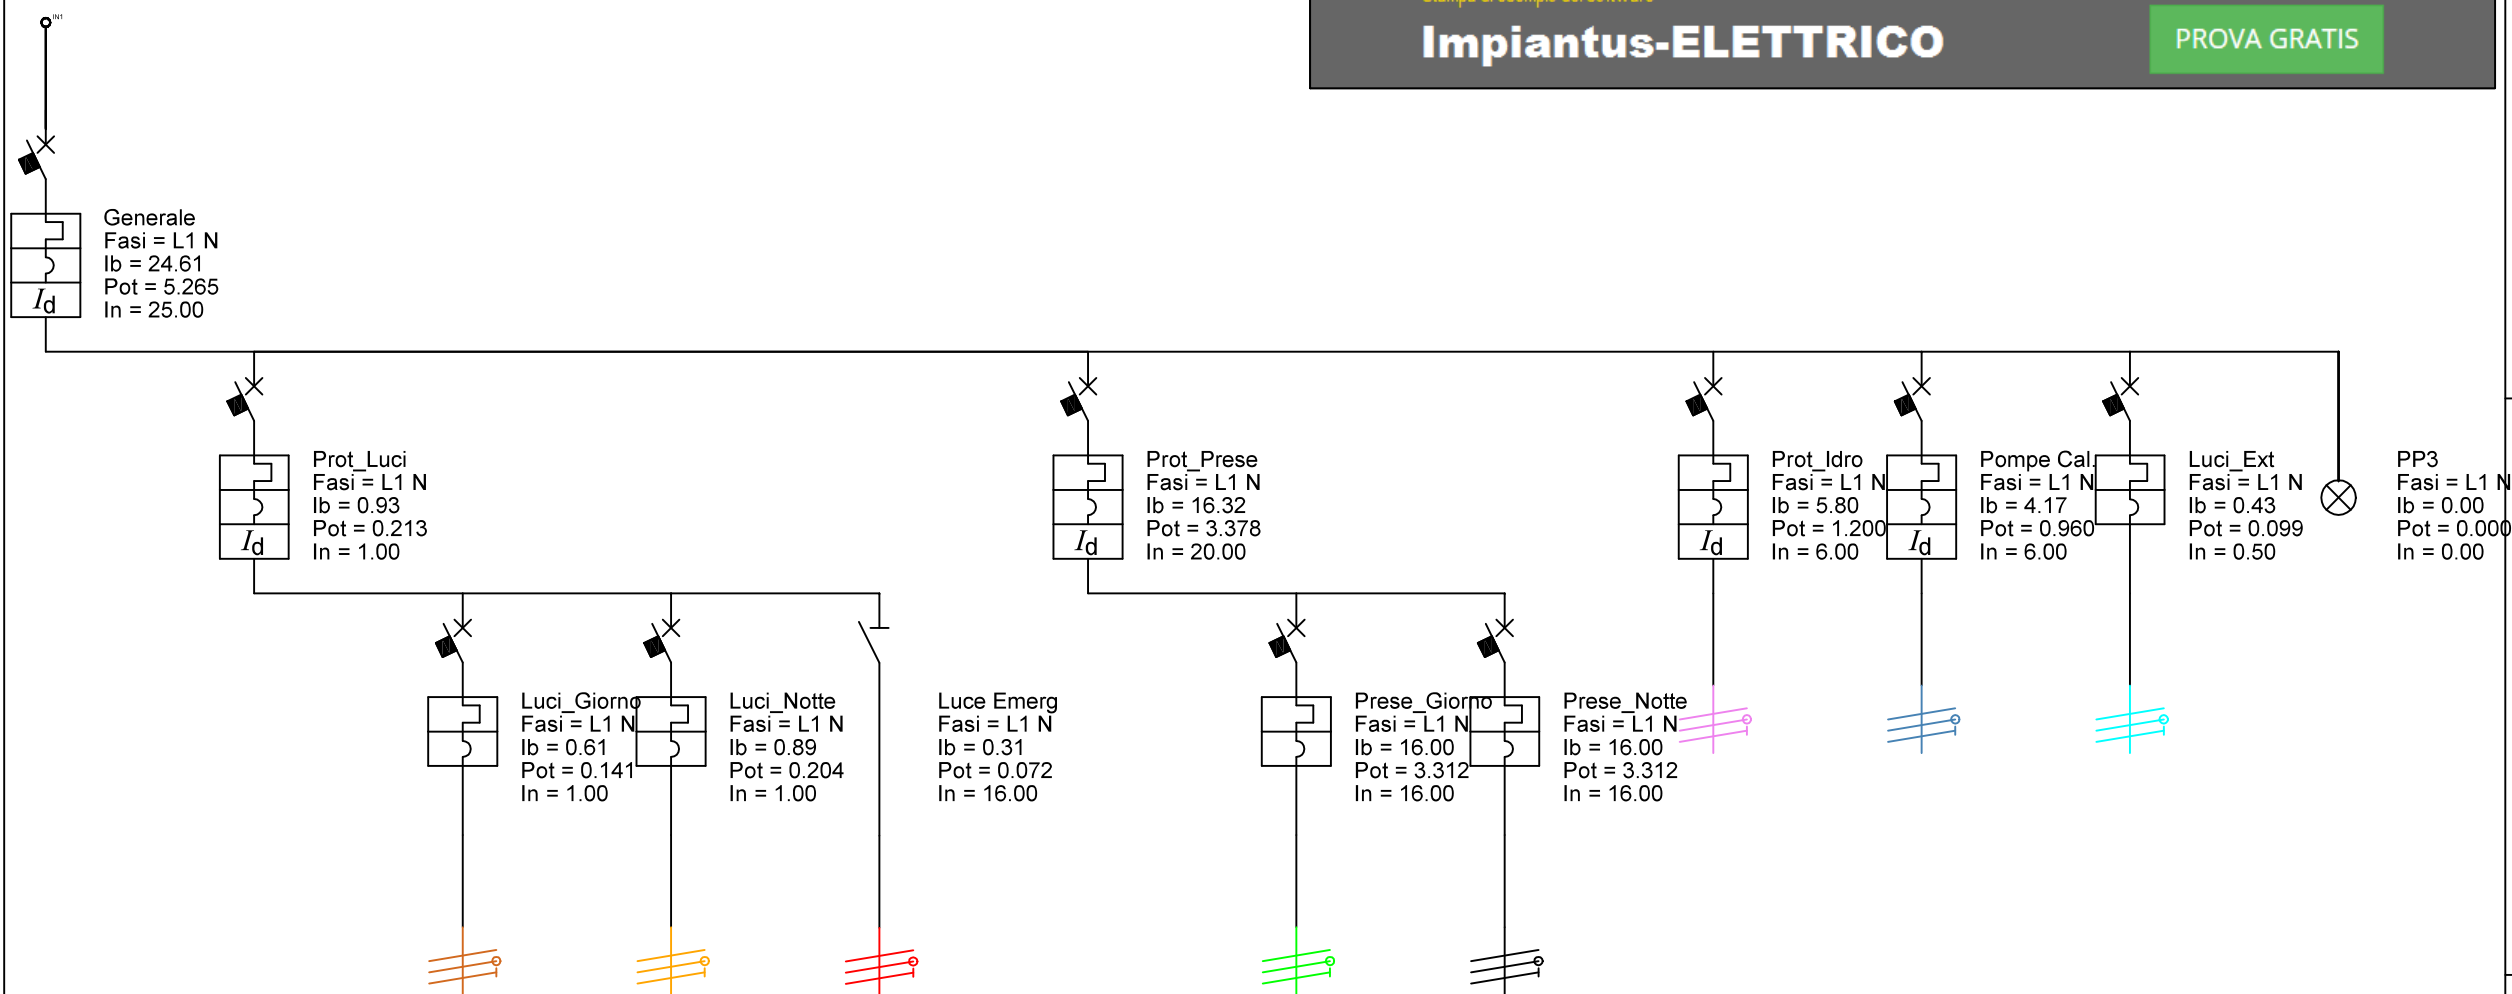 IN1
Impiantus-ELETTRICO
PROVA GRATIS
Generale
Fasi = L1 N
Ib = 24.61
Pot = 5.265
In = 25.00
Id
Prot_Luci
Fasi = L1 N
Ib = 0.93
Pot = 0.213
In = 1.00
Id
Prot_Prese
Fasi = L1 N
Ib = 16.32
Pot = 3.378
In = 20.00
Id
Prot_Idro
Fasi = L1 N
Ib = 5.80
Pot = 1.200
In = 6.00
Id
Pompe Cal.
Fasi = L1 N
Ib = 4.17
Pot = 0.960
In = 6.00
Id
Luci_Ext
Fasi = L1 N
Ib = 0.43
Pot = 0.099
In = 0.50
PP3
Fasi = L1 N
Ib = 0.00
Pot = 0.000
In = 0.00
Luci_Giorno
Fasi = L1 N
Ib = 0.61
Pot = 0.141
In = 1.00
Luci_Notte
Fasi = L1 N
Ib = 0.89
Pot = 0.204
In = 1.00
Luce Emerg
Fasi = L1 N
Ib = 0.31
Pot = 0.072
In = 16.00
Prese_Giorno
Fasi = L1 N
Ib = 16.00
Pot = 3.312
In = 16.00
Prese_Notte
Fasi = L1 N
Ib = 16.00
Pot = 3.312
In = 16.00